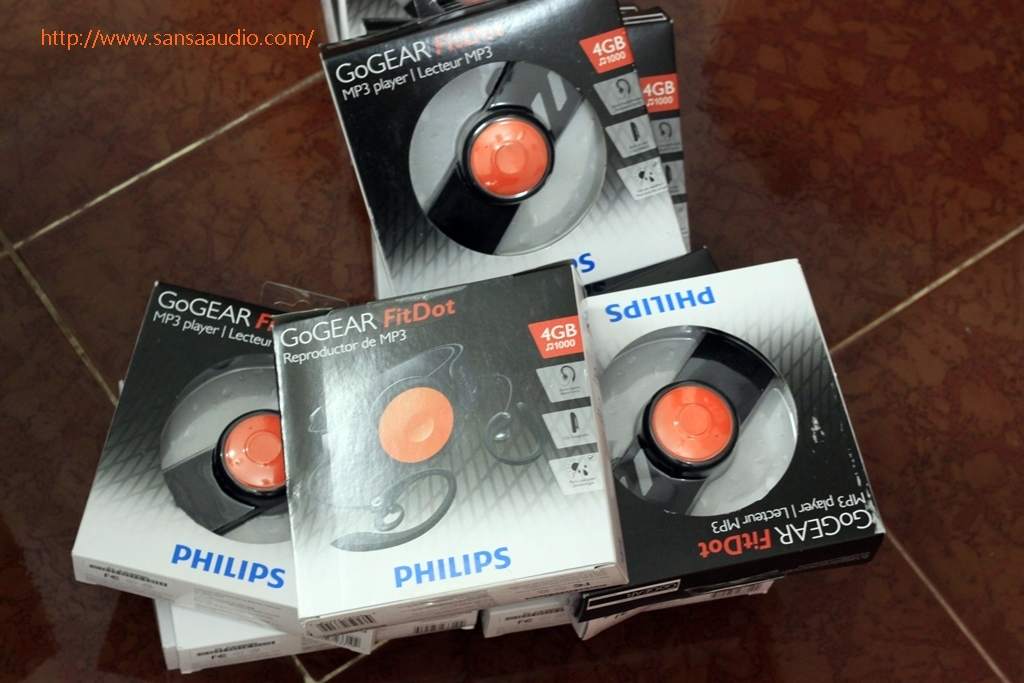 http://www.sansaaudio.com/
GoGEAR FitDot
MP3 player | Lecteur MP3
4GB
♫1000
4GB
♫1000
GoGEAR
MP3 player | Lecteur
PHILIPS
GoGEAR FitDot
Reproductor de MP3
4GB
♫1000
PHILIPS
PHILIPS
MP3 player | Lecteur MP3
GoGEAR FitDot